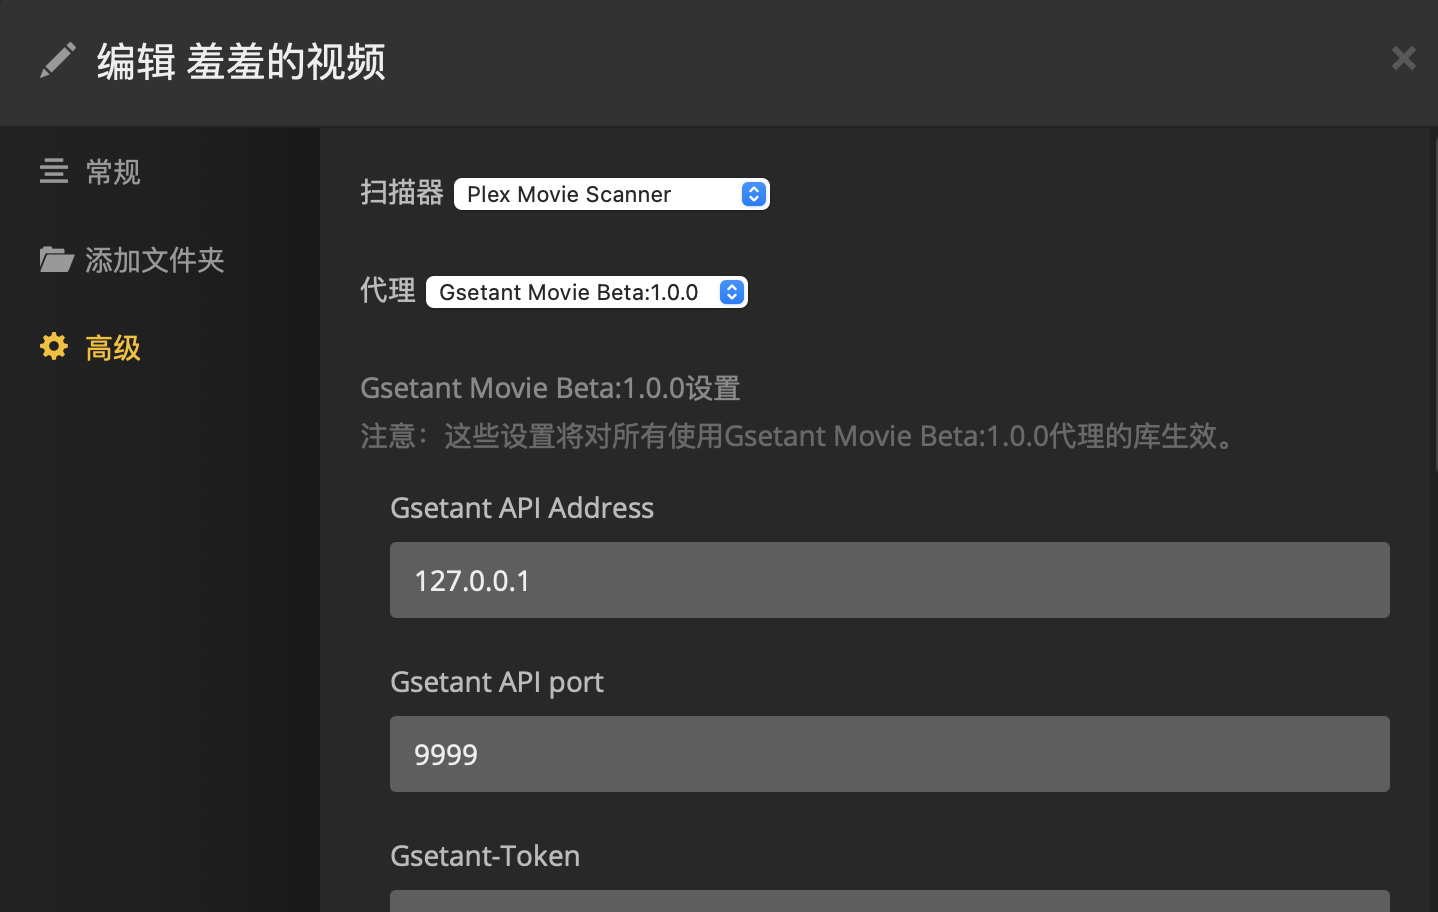 编辑 羞羞的视频
常规
添加文件夹
高级
扫描器 Plex Movie Scanner
代理 Gsetant Movie Beta:1.0.0
Gsetant Movie Beta:1.0.0设置
注意：这些设置将对所有使用Gsetant Movie Beta:1.0.0代理的库生效。
Gsetant API Address
127.0.0.1
Gsetant API port
9999
Gsetant-Token